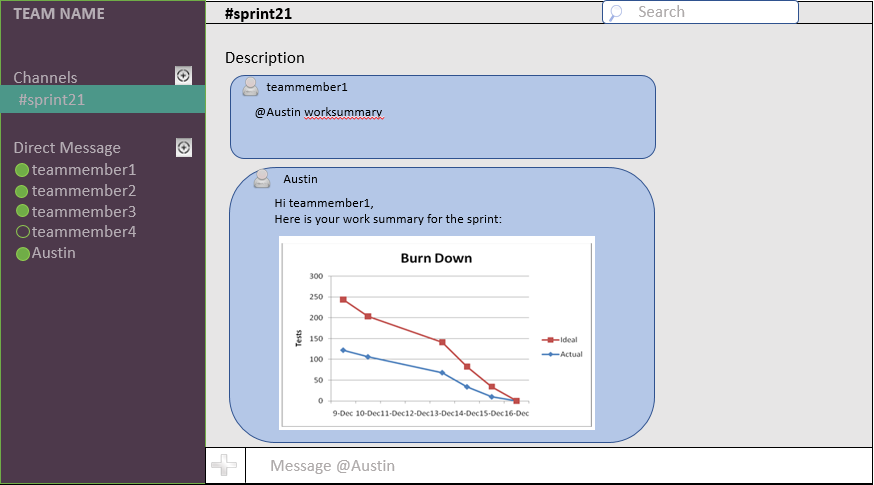 TEAM NAME
Channels
#sprint21
Direct Message
teammember1
teammember2
teammember3
teammember4
Austin
#sprint21
Search
Description
teammember1
@Austin worksummary
Austin
Hi teammember1,
Here is your work summary for the sprint:
Burn Down
300
250
200
150
100
50
0
Tests
9-Dec 10-Dec 11-Dec 12-Dec 13-Dec 14-Dec 15-Dec 16-Dec
Ideal
Actual
Message @Austin